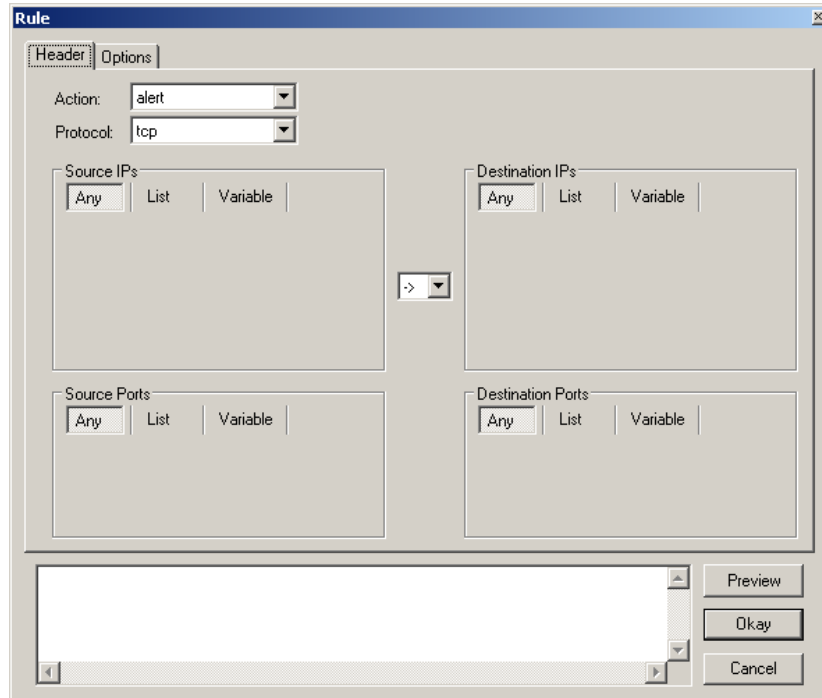 Rule
Header Options
Action: alert
Protocol: tcp
Source IPs
Any List Variable
Destination IPs
Any List Variable
->
Source Ports
Any List Variable
Destination Ports
Any List Variable
Preview
Okay
Cancel